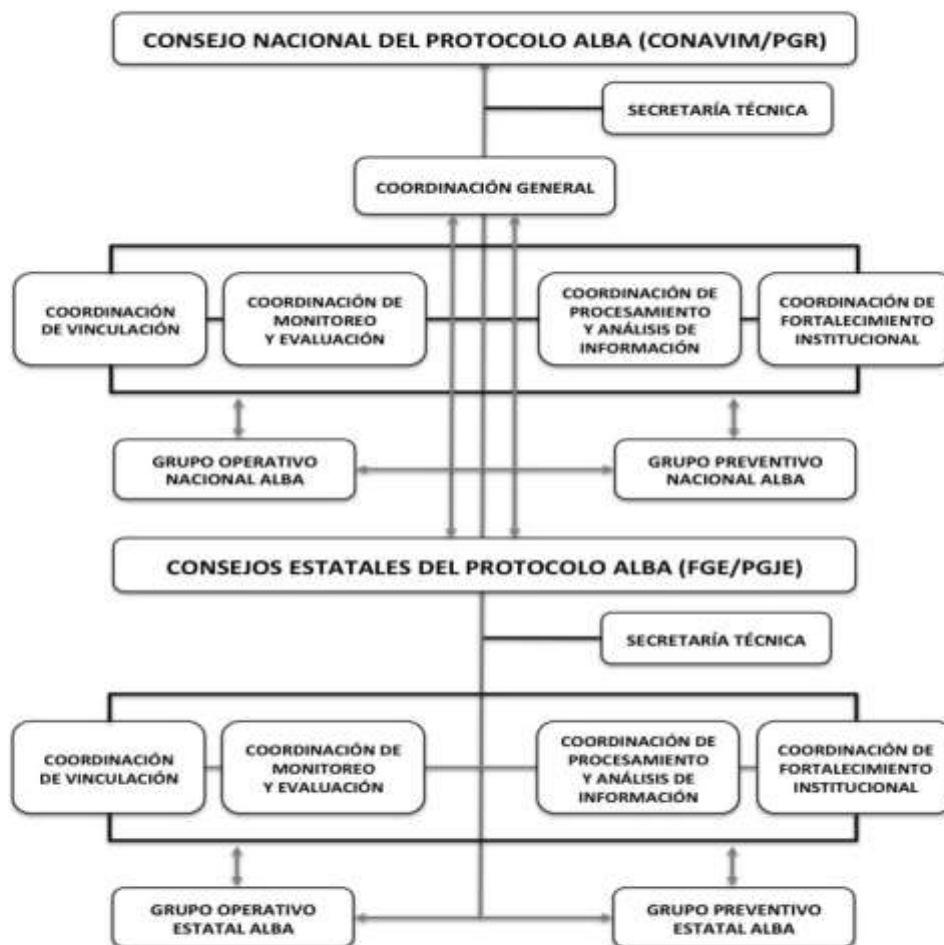 CONSEJO NACIONAL DEL PROTOCOLO ALBA (CONAVIM/PGR)
SECRETARÍA TÉCNICA
COORDINACIÓN GENERAL
COORDINACIÓN
DE VINCULACIÓN
COORDINACIÓN DE
MONITOREO
Y EVALUACIÓN
COORDINACIÓN DE
PROCESAMIENTO
Y ANÁLISIS DE
INFORMACIÓN
COORDINACIÓN DE
FORTALECIMIENTO
INSTITUCIONAL
GRUPO OPERATIVO
NACIONAL ALBA
GRUPO PREVENTIVO
NACIONAL ALBA
CONSEJOS ESTATALES DEL PROTOCOLO ALBA (FGE/PGJE)
SECRETARÍA TÉCNICA
COORDINACIÓN
DE VINCULACIÓN
COORDINACIÓN DE
MONITOREO
Y EVALUACIÓN
COORDINACIÓN DE
PROCESAMIENTO
Y ANÁLISIS DE
INFORMACIÓN
COORDINACIÓN DE
FORTALECIMIENTO
INSTITUCIONAL
GRUPO OPERATIVO
ESTATAL ALBA
GRUPO PREVENTIVO
ESTATAL ALBA